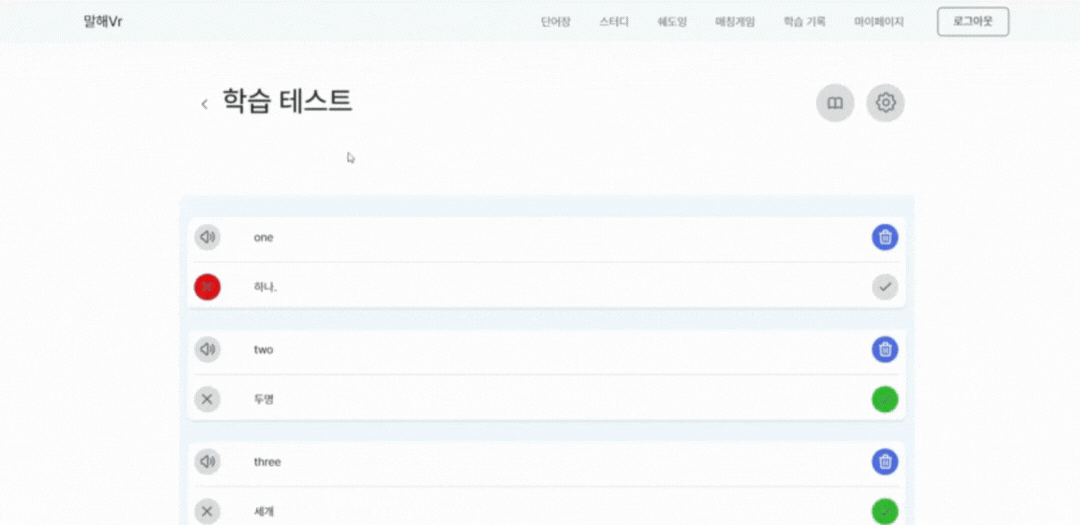 말해Vr 단어장 스터디 쉐도잉 매칭게임 학습 기록 마이페이지 로그아웃
학습 테스트
one
하나.
two
두명
three
세개